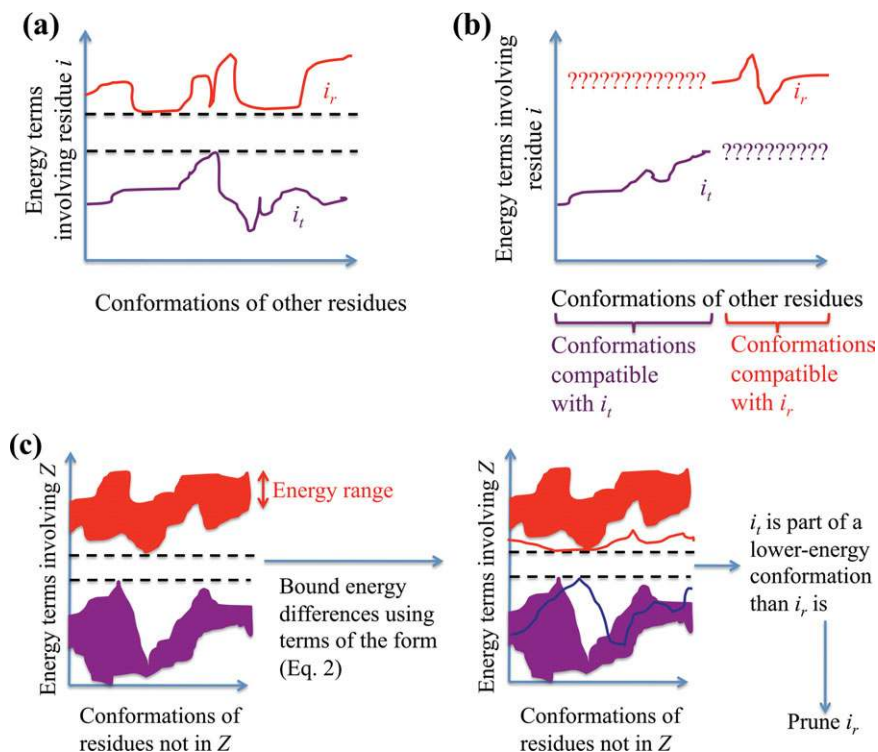 (a)
Energy terms
involving residue i
i_r
i_t
Conformations of other residues
(b)
Energy terms involving
residue i
?????????????
i_r
??????????
i_t
Conformations of other residues
Conformations
compatible
with i_t
Conformations
compatible
with i_r
(c)
Energy terms involving Z
Energy range
Conformations of
residues not in Z
Bound energy
differences using
terms of the form
(Eq. 2)
Energy terms involving Z
Conformations of
residues not in Z
i_t is part of a
lower-energy
conformation
than i_r is
Prune i_r